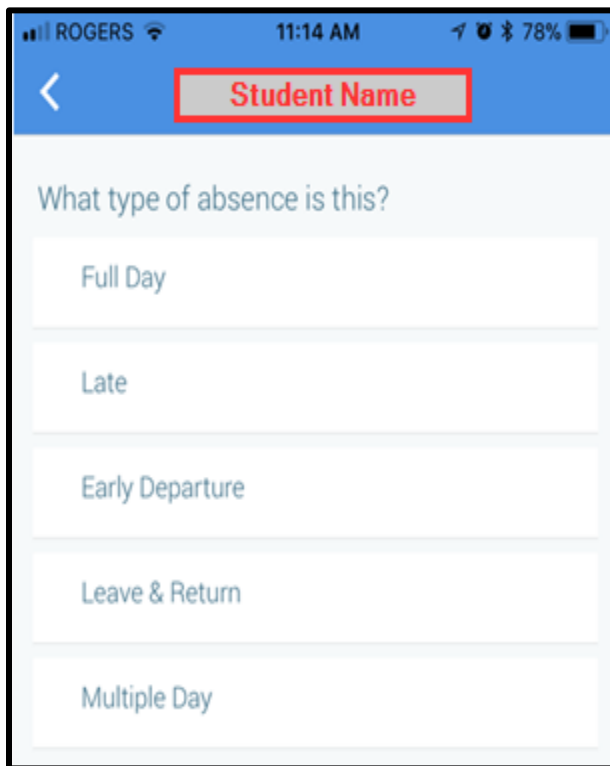 ROGERS 11:14 AM 78%
Student Name
What type of absence is this?
Full Day
Late
Early Departure
Leave & Return
Multiple Day